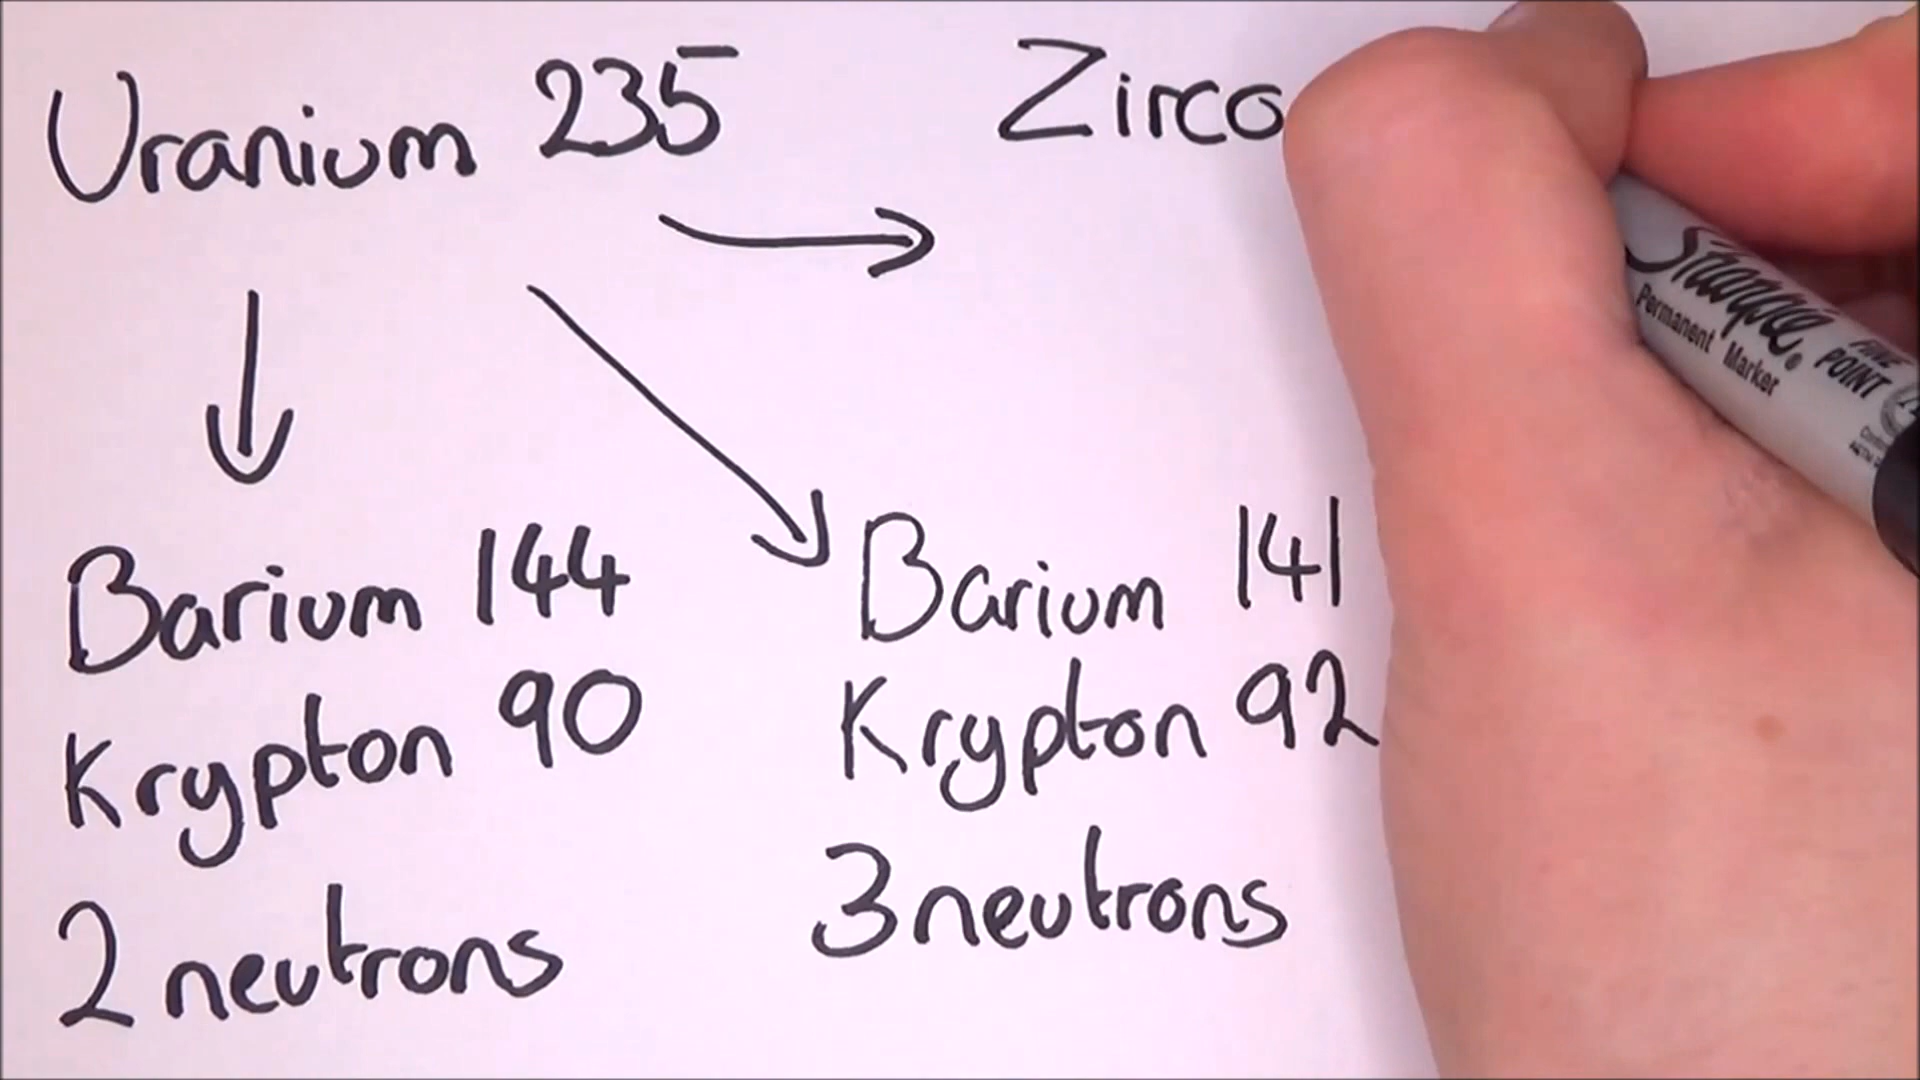 Uranium 235
Zirco
Barium 144
Krypton 90
2 neutrons
Barium 141
Krypton 92
3 neutrons
Sharpie
FINE POINT
Permanent Marker